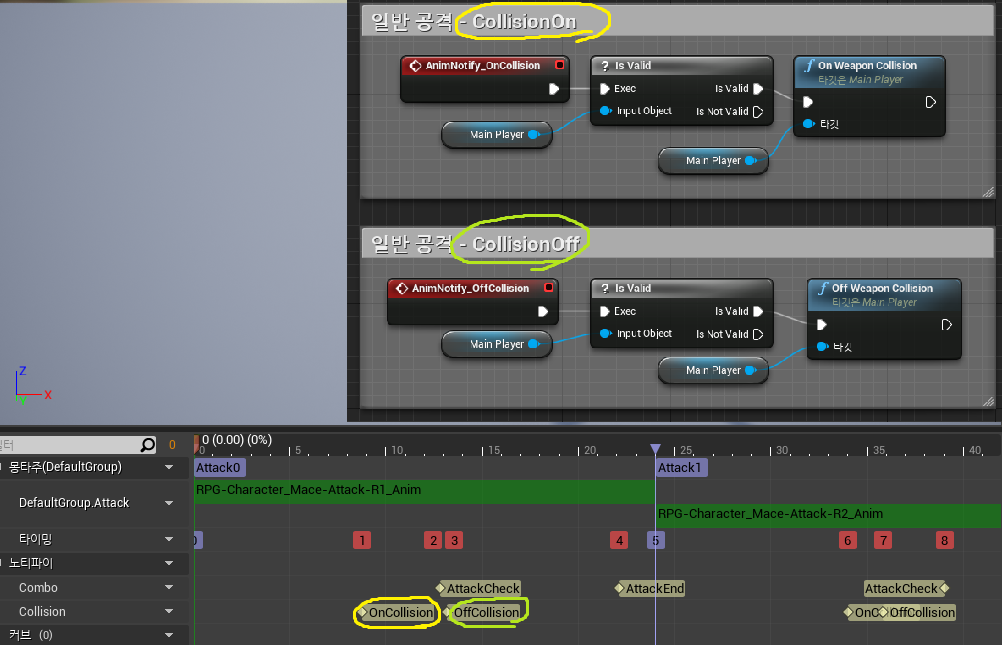 일반 공격 - CollisionOn
AnimNotify_OnCollision
? Is Valid
Exec
Is Valid
Input Object
Is Not Valid
Main Player
Main Player
f On Weapon Collision
타깃은 Main Player
타깃
일반 공격 - CollisionOff
AnimNotify_OffCollision
? Is Valid
Exec
Is Valid
Input Object
Is Not Valid
Main Player
Main Player
f Off Weapon Collision
타깃은 Main Player
타깃
Z
X
필터
0
0 (0.00) (0%)
0 5 10 15 20 25 30 35 40
몽타주(DefaultGroup)
Attack0
Attack1
DefaultGroup.Attack
RPG-Character_Mace-Attack-R1_Anim
RPG-Character_Mace-Attack-R2_Anim
타이밍
0 1 2 3 4 5 6 7 8
노티파이
Combo
AttackCheck
AttackEnd
AttackCheck
Collision
OnCollision
OffCollision
OnC
OffCollision
커브 (0)